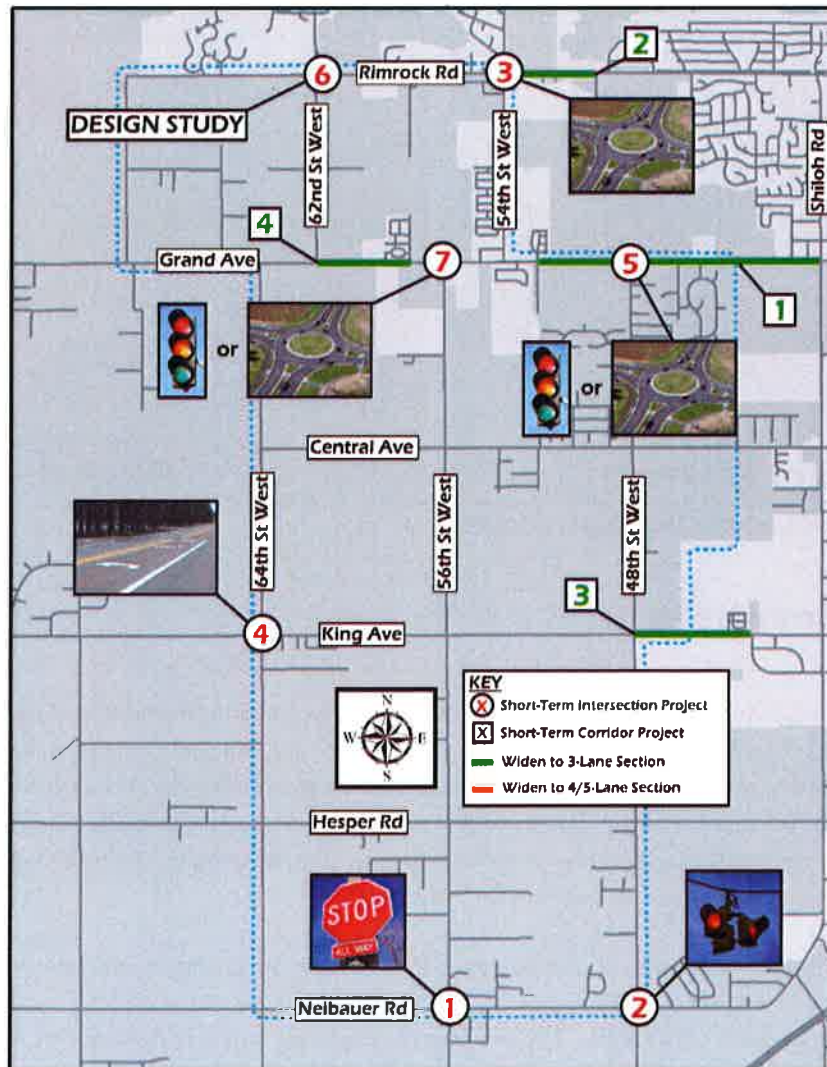 2
6
Rimrock Rd
3
DESIGN STUDY
62nd St West
54th St West
Shiloh Rd
4
Grand Ave
7
5
1
or
or
Central Ave
64th St West
56th St West
48th St West
3
4
King Ave
KEY
X Short-Term Intersection Project
X Short-Term Corridor Project
Widen to 3-Lane Section
Widen to 4/5-Lane Section
N
W E
S
Hesper Rd
STOP
ALL WAY
Neibauer Rd
1
2